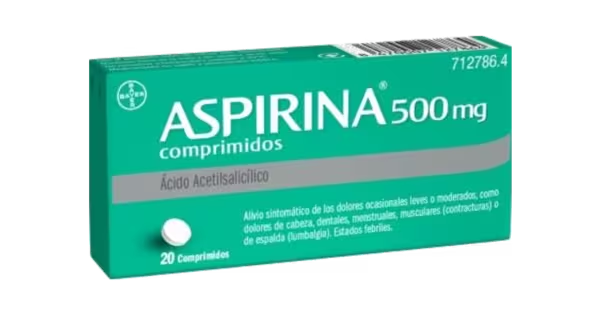 712786.4
BAYER
ASPIRINA® 500 mg
comprimidos
Ácido Acetilsalicílico
Alivio sintomático de los dolores ocasionales leves o moderados, como
dolores de cabeza, dentales, menstruales, musculares (contracturas) o
de espalda (lumbalgia). Estados febriles.
20 Comprimidos